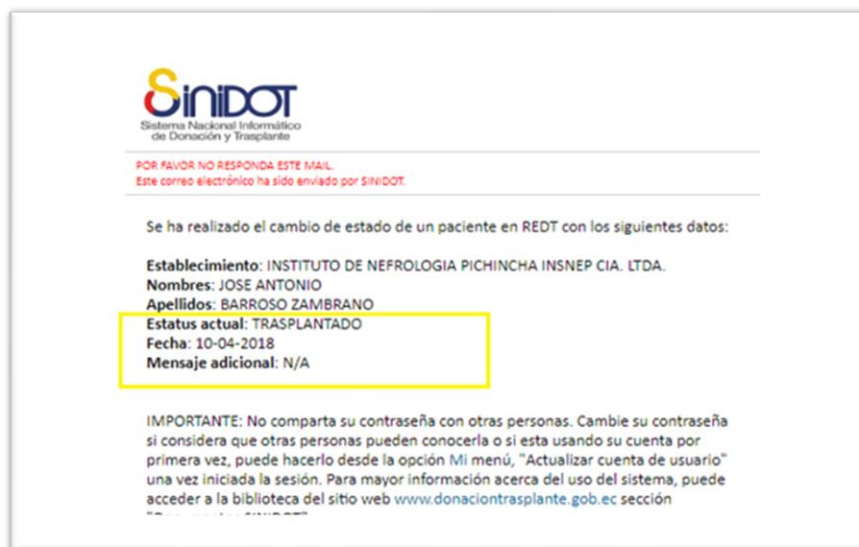 SINIDOT
Sistema Nacional Informático
de Donación y Trasplante
POR FAVOR NO RESPONDA ESTE MAIL.
Este correo electrónico ha sido enviado por SINIDOT.
Se ha realizado el cambio de estado de un paciente en REDT con los siguientes datos:
Establecimiento: INSTITUTO DE NEFROLOGIA PICHINCHA INSNEP CIA. LTDA.
Nombres: JOSE ANTONIO
Apellidos: BARROSO ZAMBRANO
Estatus actual: TRASPLANTADO
Fecha: 10-04-2018
Mensaje adicional: N/A
IMPORTANTE: No comparta su contraseña con otras personas. Cambie su contraseña
si considera que otras personas pueden conocerla o si esta usando su cuenta por
primera vez, puede hacerlo desde la opción Mi menú, "Actualizar cuenta de usuario"
una vez iniciada la sesión. Para mayor información acerca del uso del sistema, puede
acceder a la biblioteca del sitio web www.donaciontrasplante.gob.ec sección